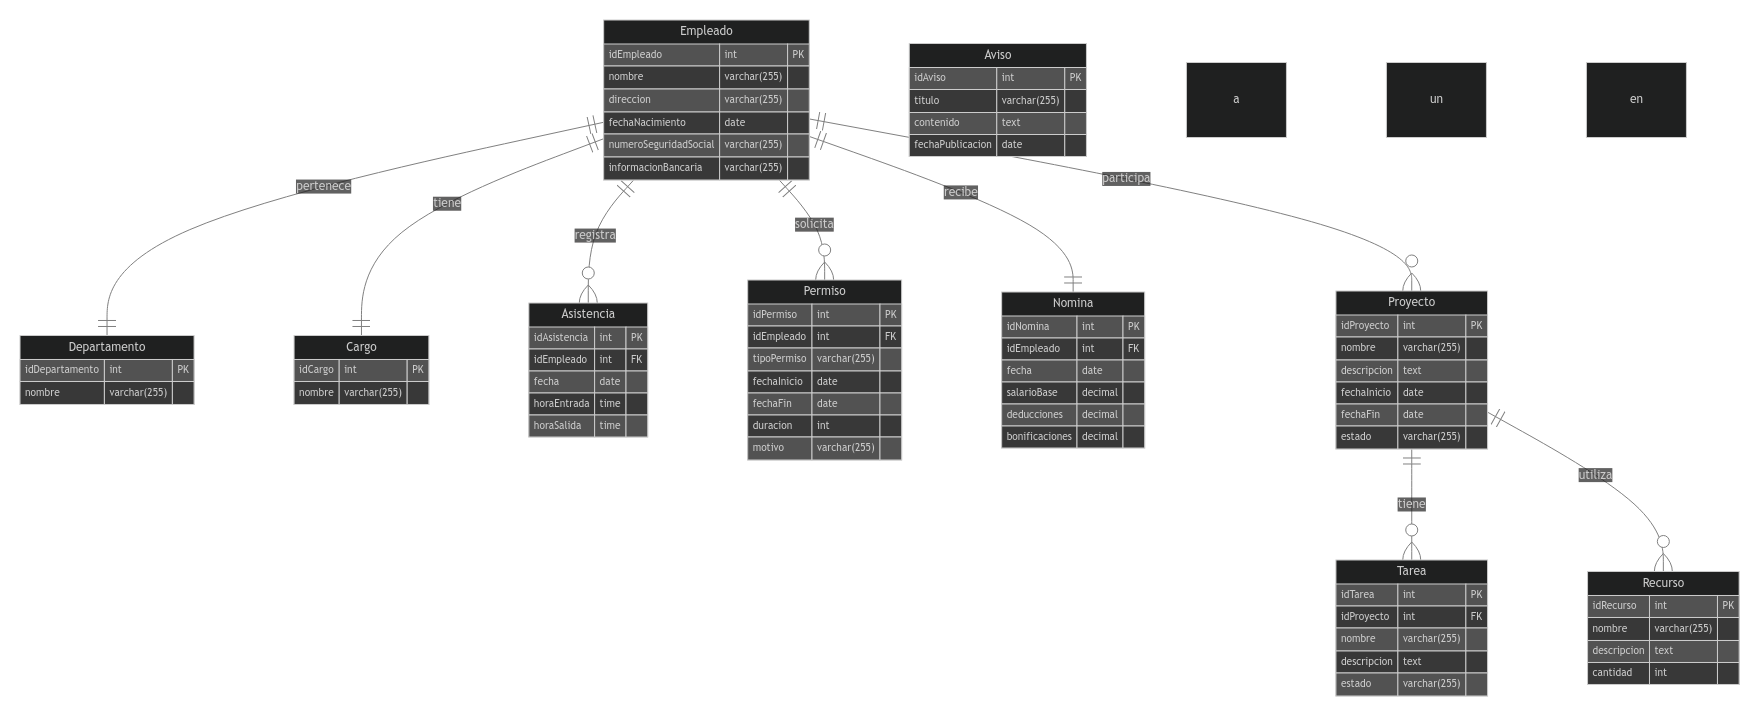 Empleado
idEmpleado int PK
nombre varchar(255)
direccion varchar(255)
fechaNacimiento date
numeroSeguridadSocial varchar(255)
informacionBancaria varchar(255)
Aviso
idAviso int PK
titulo varchar(255)
contenido text
fechaPublicacion date
a
un
en
pertenece
tiene
registra
solicita
recibe
participa
Departamento
idDepartamento int PK
nombre varchar(255)
Cargo
idCargo int PK
nombre varchar(255)
Asistencia
idAsistencia int PK
idEmpleado int FK
fecha date
horaEntrada time
horaSalida time
Permiso
idPermiso int PK
idEmpleado int FK
tipoPermiso varchar(255)
fechaInicio date
fechaFin date
duracion int
motivo varchar(255)
Nomina
idNomina int PK
idEmpleado int FK
fecha date
salarioBase decimal
deducciones decimal
bonificaciones decimal
Proyecto
idProyecto int PK
nombre varchar(255)
descripcion text
fechaInicio date
fechaFin date
estado varchar(255)
tiene
utiliza
Tarea
idTarea int PK
idProyecto int FK
nombre varchar(255)
descripcion text
estado varchar(255)
Recurso
idRecurso int PK
nombre varchar(255)
descripcion text
cantidad int